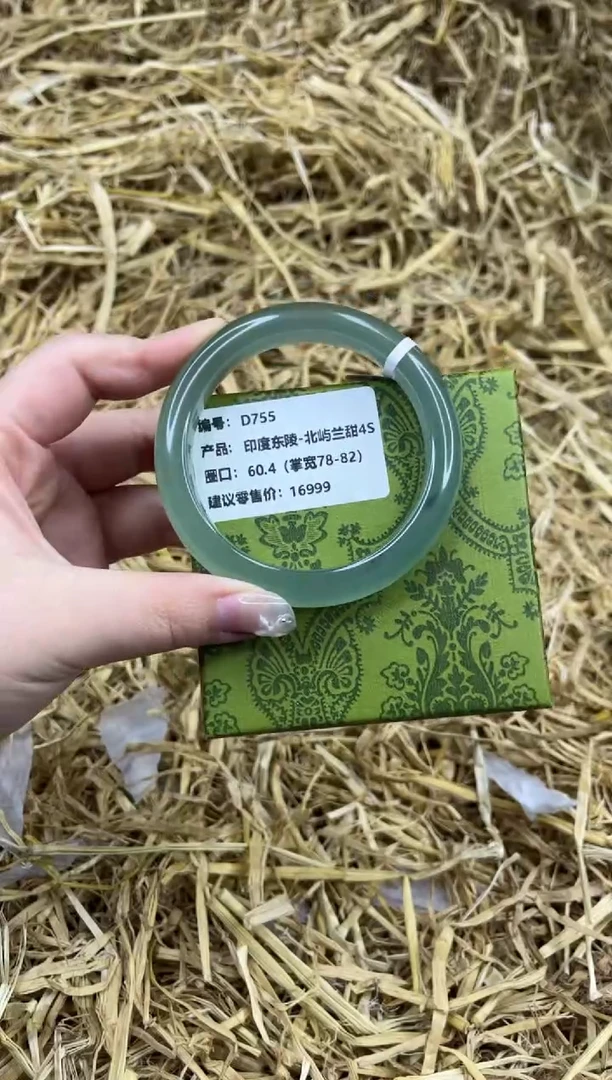 编号：D755
产品：印度东陵-北屿兰甜4S
圈口：60.4（掌宽78-82）
建议零售价：16999